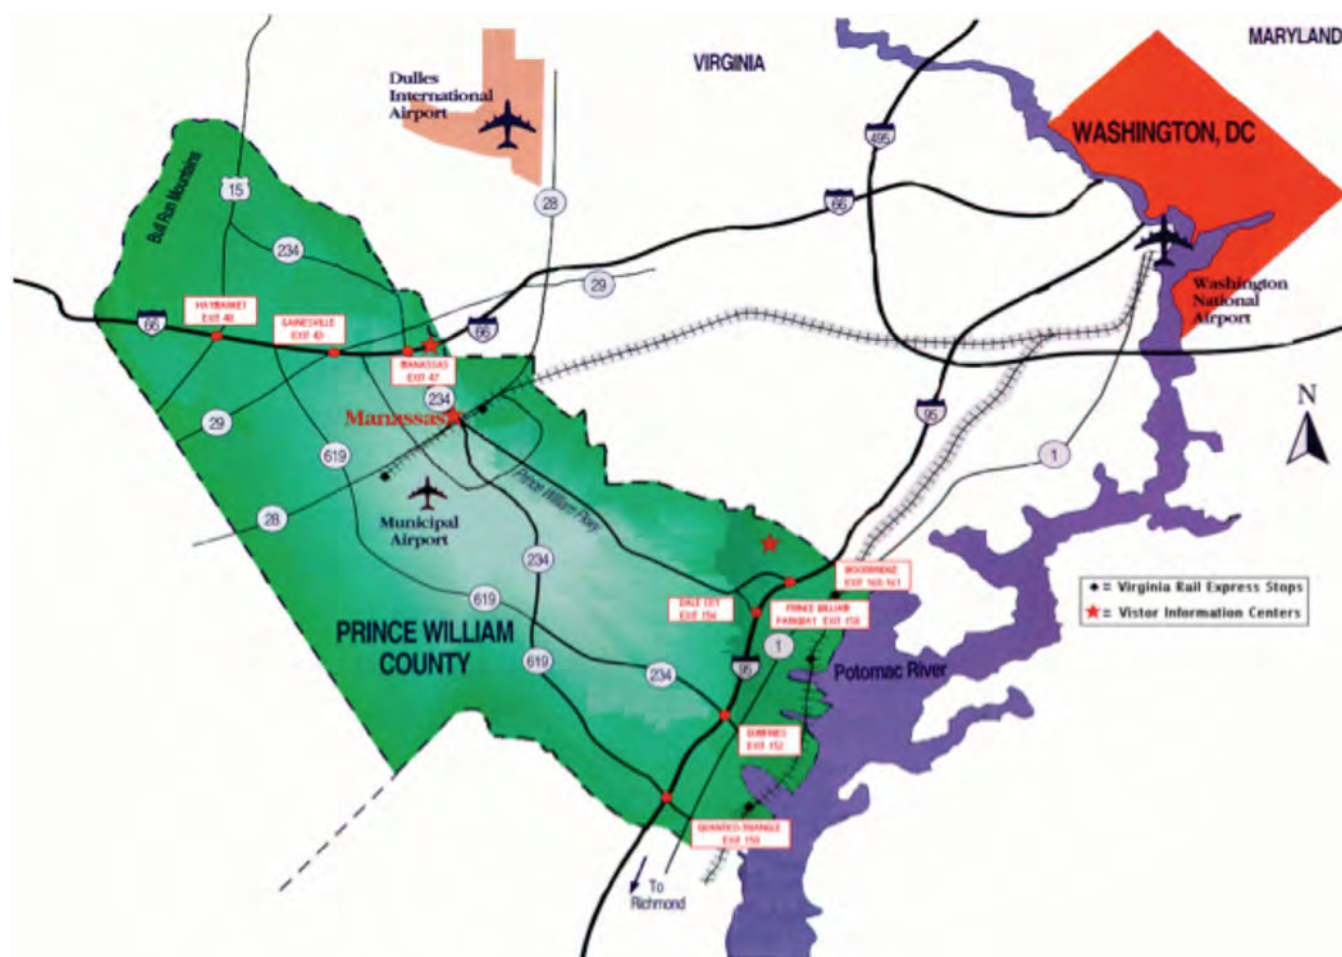 VIRGINIA
MARYLAND
Dulles
International
Airport
WASHINGTON, DC
495
Bull Run Mountains
15
28
66
234
29
Washington
National
Airport
HAYMARKET
EXIT 40
GAINESVILLE
EXIT 43
66
66
MANASSAS
EXIT 47
234
Manassas
N
95
29
619
1
Prince William Pkwy
28
Municipal
Airport
234
WOODBRIDGE
EXIT 160,161
= Virginia Rail Express Stops
= Vistor Information Centers
619
DALE CITY
EXIT 156
PRINCE WILLIAM
PARKWAY EXIT 158
PRINCE WILLIAM
COUNTY
1
619
234
95
Potomac River
DUMFRIES
EXIT 152
QUANTICO-TRIANGLE
EXIT 150
To
Richmond